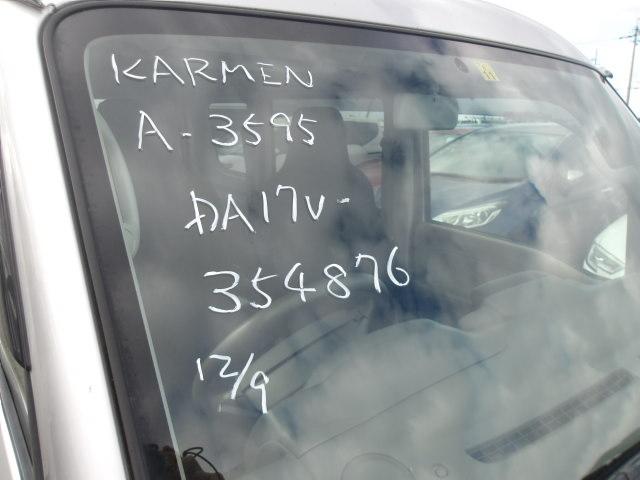 KARMEN
A-3595
DA17V-
354876
12/9